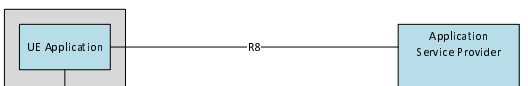 UE Application
R8
Application
Service Provider